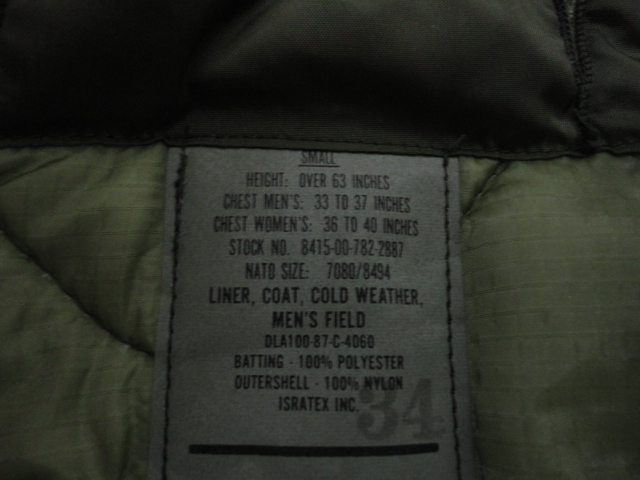 SMALL
HEIGHT: OVER 63 INCHES
CHEST MEN'S: 33 TO 37 INCHES
CHEST WOMEN'S: 36 TO 40 INCHES
STOCK NO. 8415-00-782-2887
NATO SIZE: 7080/8494
LINER, COAT, COLD WEATHER,
MEN'S FIELD
DLA100-87-C-4060
BATTING - 100% POLYESTER
OUTERSHELL - 100% NYLON
ISRATEX INC.
34